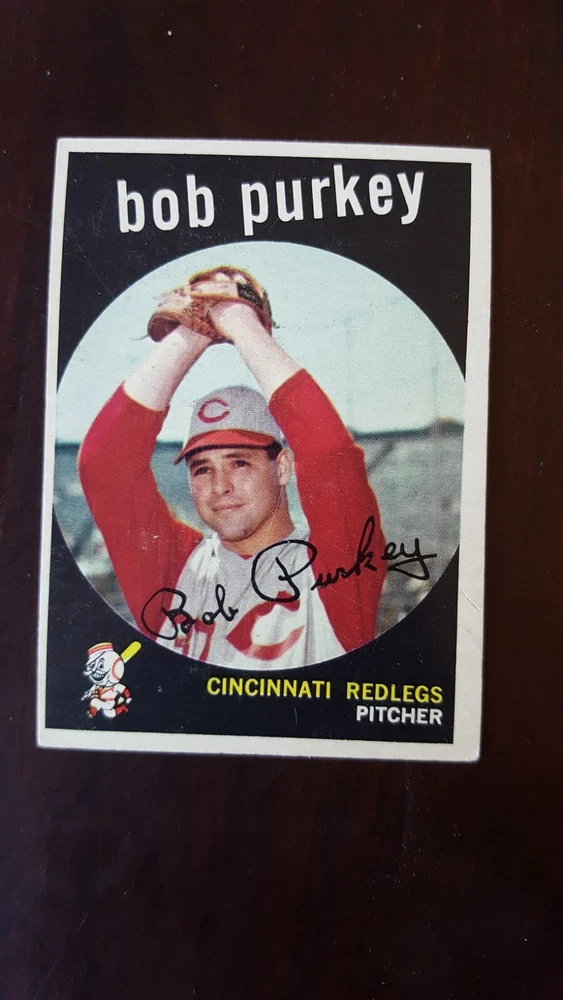 bob purkey
C
Bob Purkey
C
CINCINNATI REDLEGS
PITCHER